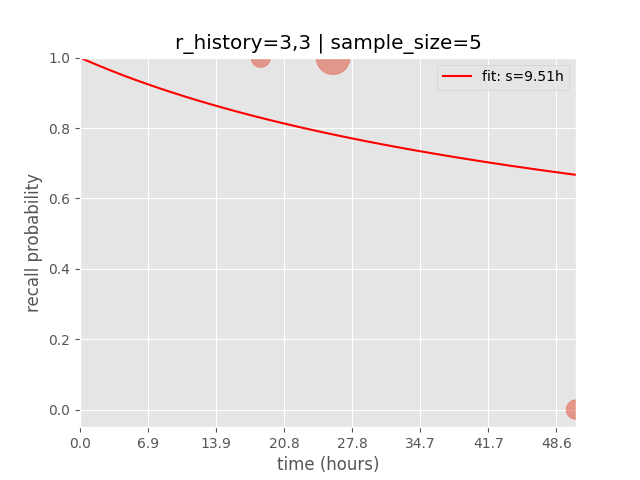 r_history=3,3 | sample_size=5
fit: s=9.51h
recall probability
1.0
0.8
0.6
0.4
0.2
0.0
0.0 6.9 13.9 20.8 27.8 34.7 41.7 48.6
time (hours)